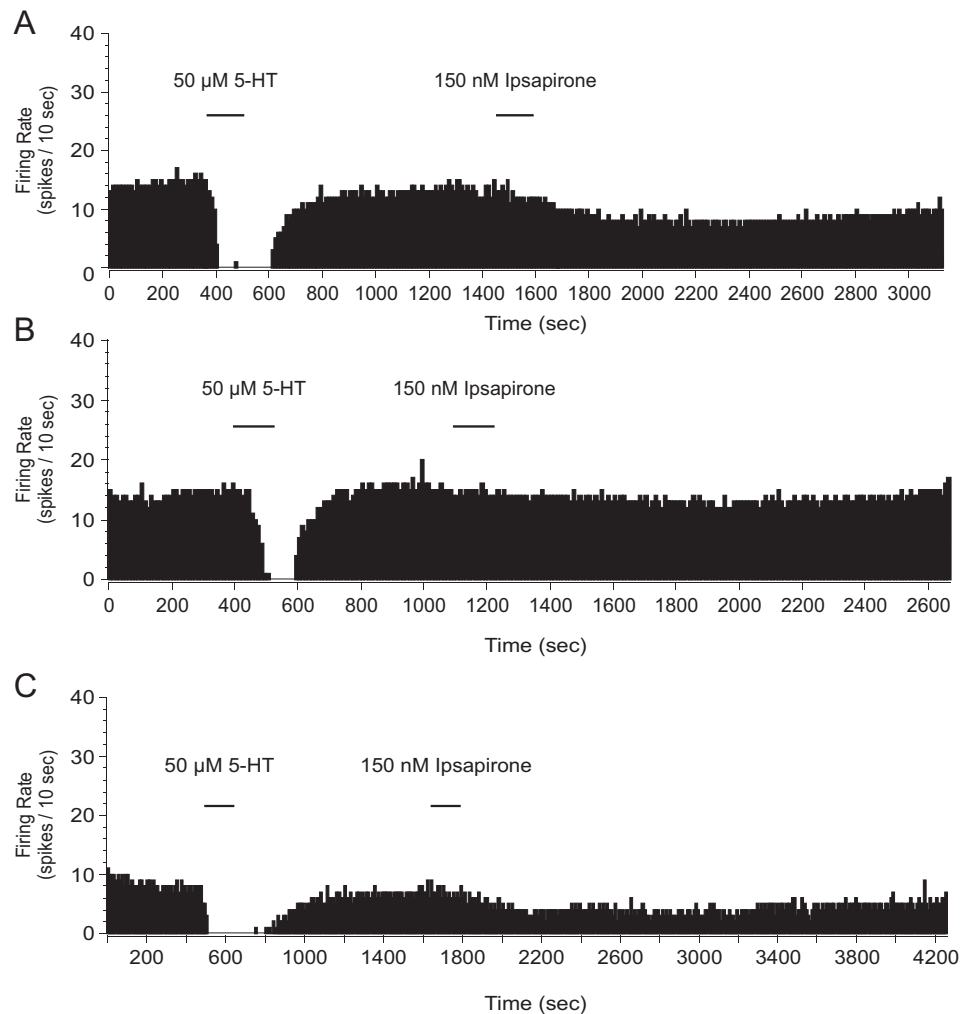 A
Firing Rate
(spikes / 10 sec)
40
30
20
10
0
50 µM 5-HT
150 nM Ipsapirone
0 200 400 600 800 1000 1200 1400 1600 1800 2000 2200 2400 2600 2800 3000
Time (sec)
B
Firing Rate
(spikes / 10 sec)
40
30
20
10
0
50 µM 5-HT
150 nM Ipsapirone
0 200 400 600 800 1000 1200 1400 1600 1800 2000 2200 2400 2600
Time (sec)
C
Firing Rate
(spikes / 10 sec)
40
30
20
10
0
50 µM 5-HT
150 nM Ipsapirone
200 600 1000 1400 1800 2200 2600 3000 3400 3800 4200
Time (sec)